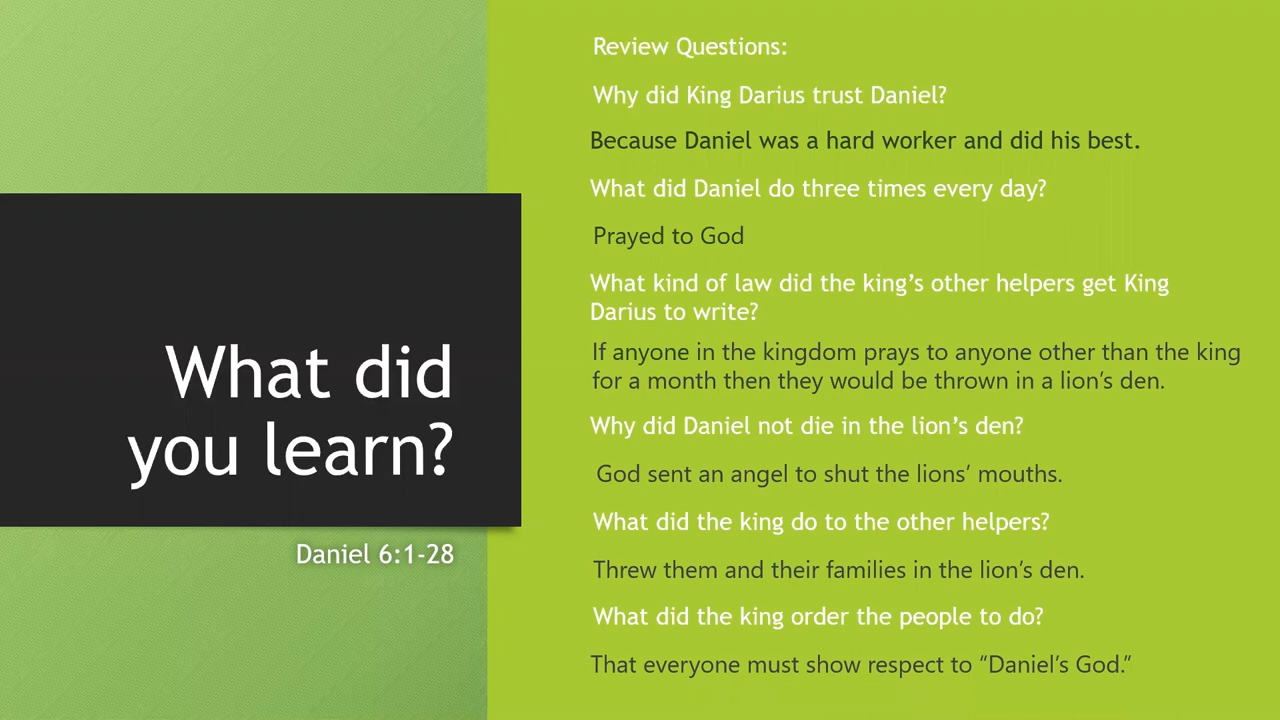 What did
you learn?
Daniel 6:1-28
Review Questions:
Why did King Darius trust Daniel?
Because Daniel was a hard worker and did his best.
What did Daniel do three times every day?
Prayed to God
What kind of law did the king’s other helpers get King
Darius to write?
If anyone in the kingdom prays to anyone other than the king
for a month then they would be thrown in a lion’s den.
Why did Daniel not die in the lion’s den?
God sent an angel to shut the lions’ mouths.
What did the king do to the other helpers?
Threw them and their families in the lion’s den.
What did the king order the people to do?
That everyone must show respect to “Daniel’s God.”